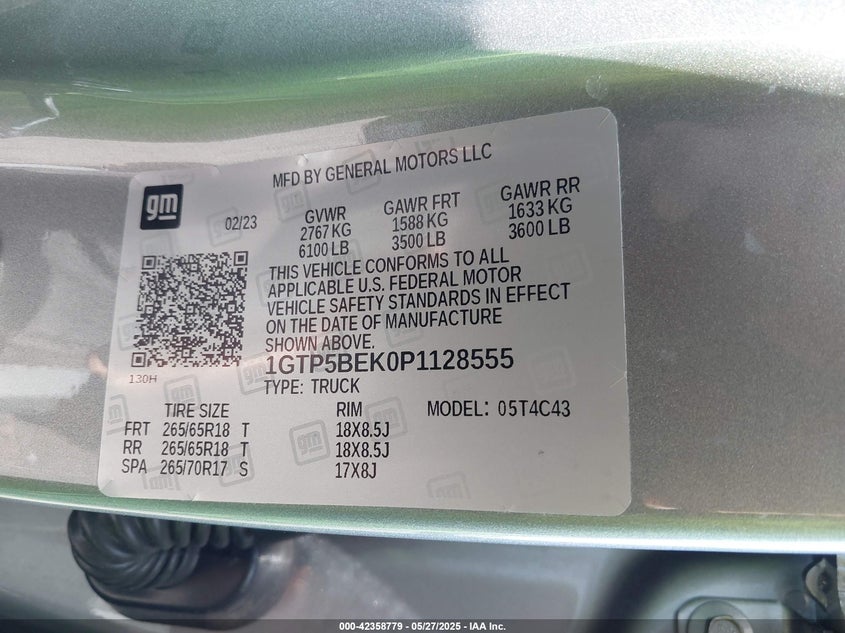 MFD BY GENERAL MOTORS LLC
gm
02/23
GVWR GAWR FRT GAWR RR
2767 KG 1588 KG 1633 KG
6100 LB 3500 LB 3600 LB
THIS VEHICLE CONFORMS TO ALL
APPLICABLE U.S. FEDERAL MOTOR
VEHICLE SAFETY STANDARDS IN EFFECT
ON THE DATE OF MANUFACTURE
SHOWN ABOVE.
130H
1GTP5BEK0P1128555
TYPE: TRUCK
TIRE SIZE RIM MODEL: 05T4C43
FRT 265/65R18 T 18X8.5J
RR 265/65R18 T 18X8.5J
SPA 265/70R17 S 17X8J
000-42358779 - 05/27/2025 - IAA Inc.